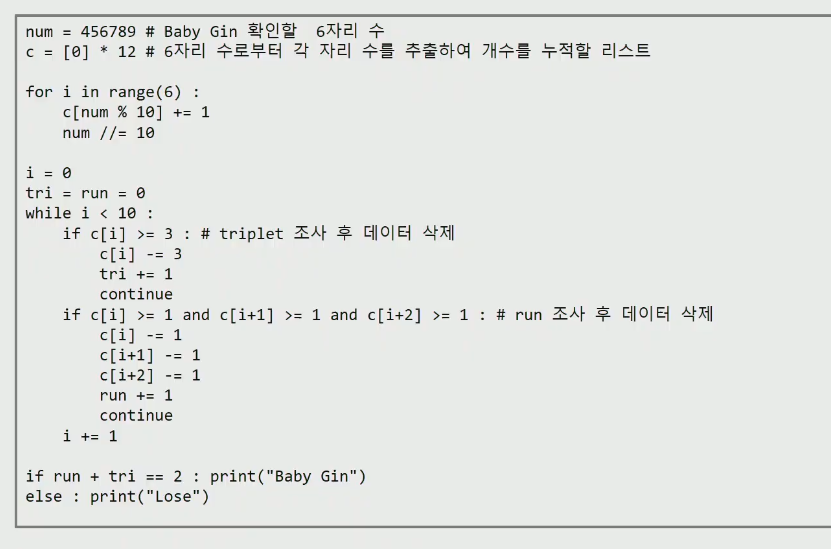 num = 456789 # Baby Gin 확인할  6자리 수
c = [0] * 12 # 6자리 수로부터 각 자리 수를 추출하여 개수를 누적할 리스트

for i in range(6) :
    c[num % 10] += 1
    num //= 10

i = 0
tri = run = 0
while i < 10 :
    if c[i] >= 3 : # triplet 조사 후 데이터 삭제
        c[i] -= 3
        tri += 1
        continue
    if c[i] >= 1 and c[i+1] >= 1 and c[i+2] >= 1 : # run 조사 후 데이터 삭제
        c[i] -= 1
        c[i+1] -= 1
        c[i+2] -= 1
        run += 1
        continue
    i += 1

if run + tri == 2 : print("Baby Gin")
else : print("Lose")